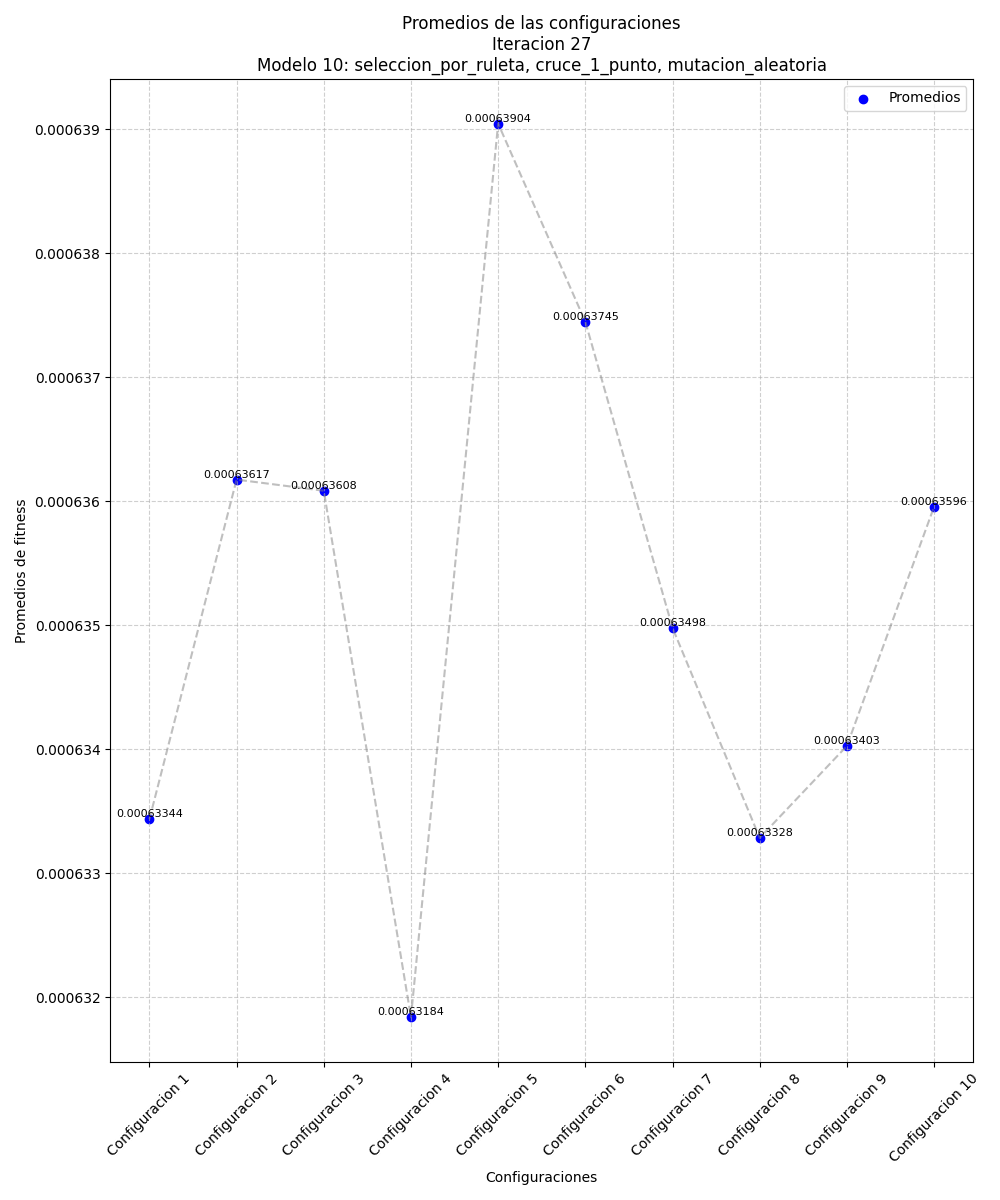 Promedios de las configuraciones
Iteracion 27
Modelo 10: seleccion_por_ruleta, cruce_1_punto, mutacion_aleatoria
Promedios
0.000639
0.000638
0.000637
0.000636
0.000635
0.000634
0.000633
0.000632
Promedios de fitness
0.00063344
0.00063617
0.00063608
0.00063184
0.00063904
0.00063745
0.00063498
0.00063328
0.00063403
0.00063596
Configuracion 1
Configuracion 2
Configuracion 3
Configuracion 4
Configuracion 5
Configuracion 6
Configuracion 7
Configuracion 8
Configuracion 9
Configuracion 10
Configuraciones